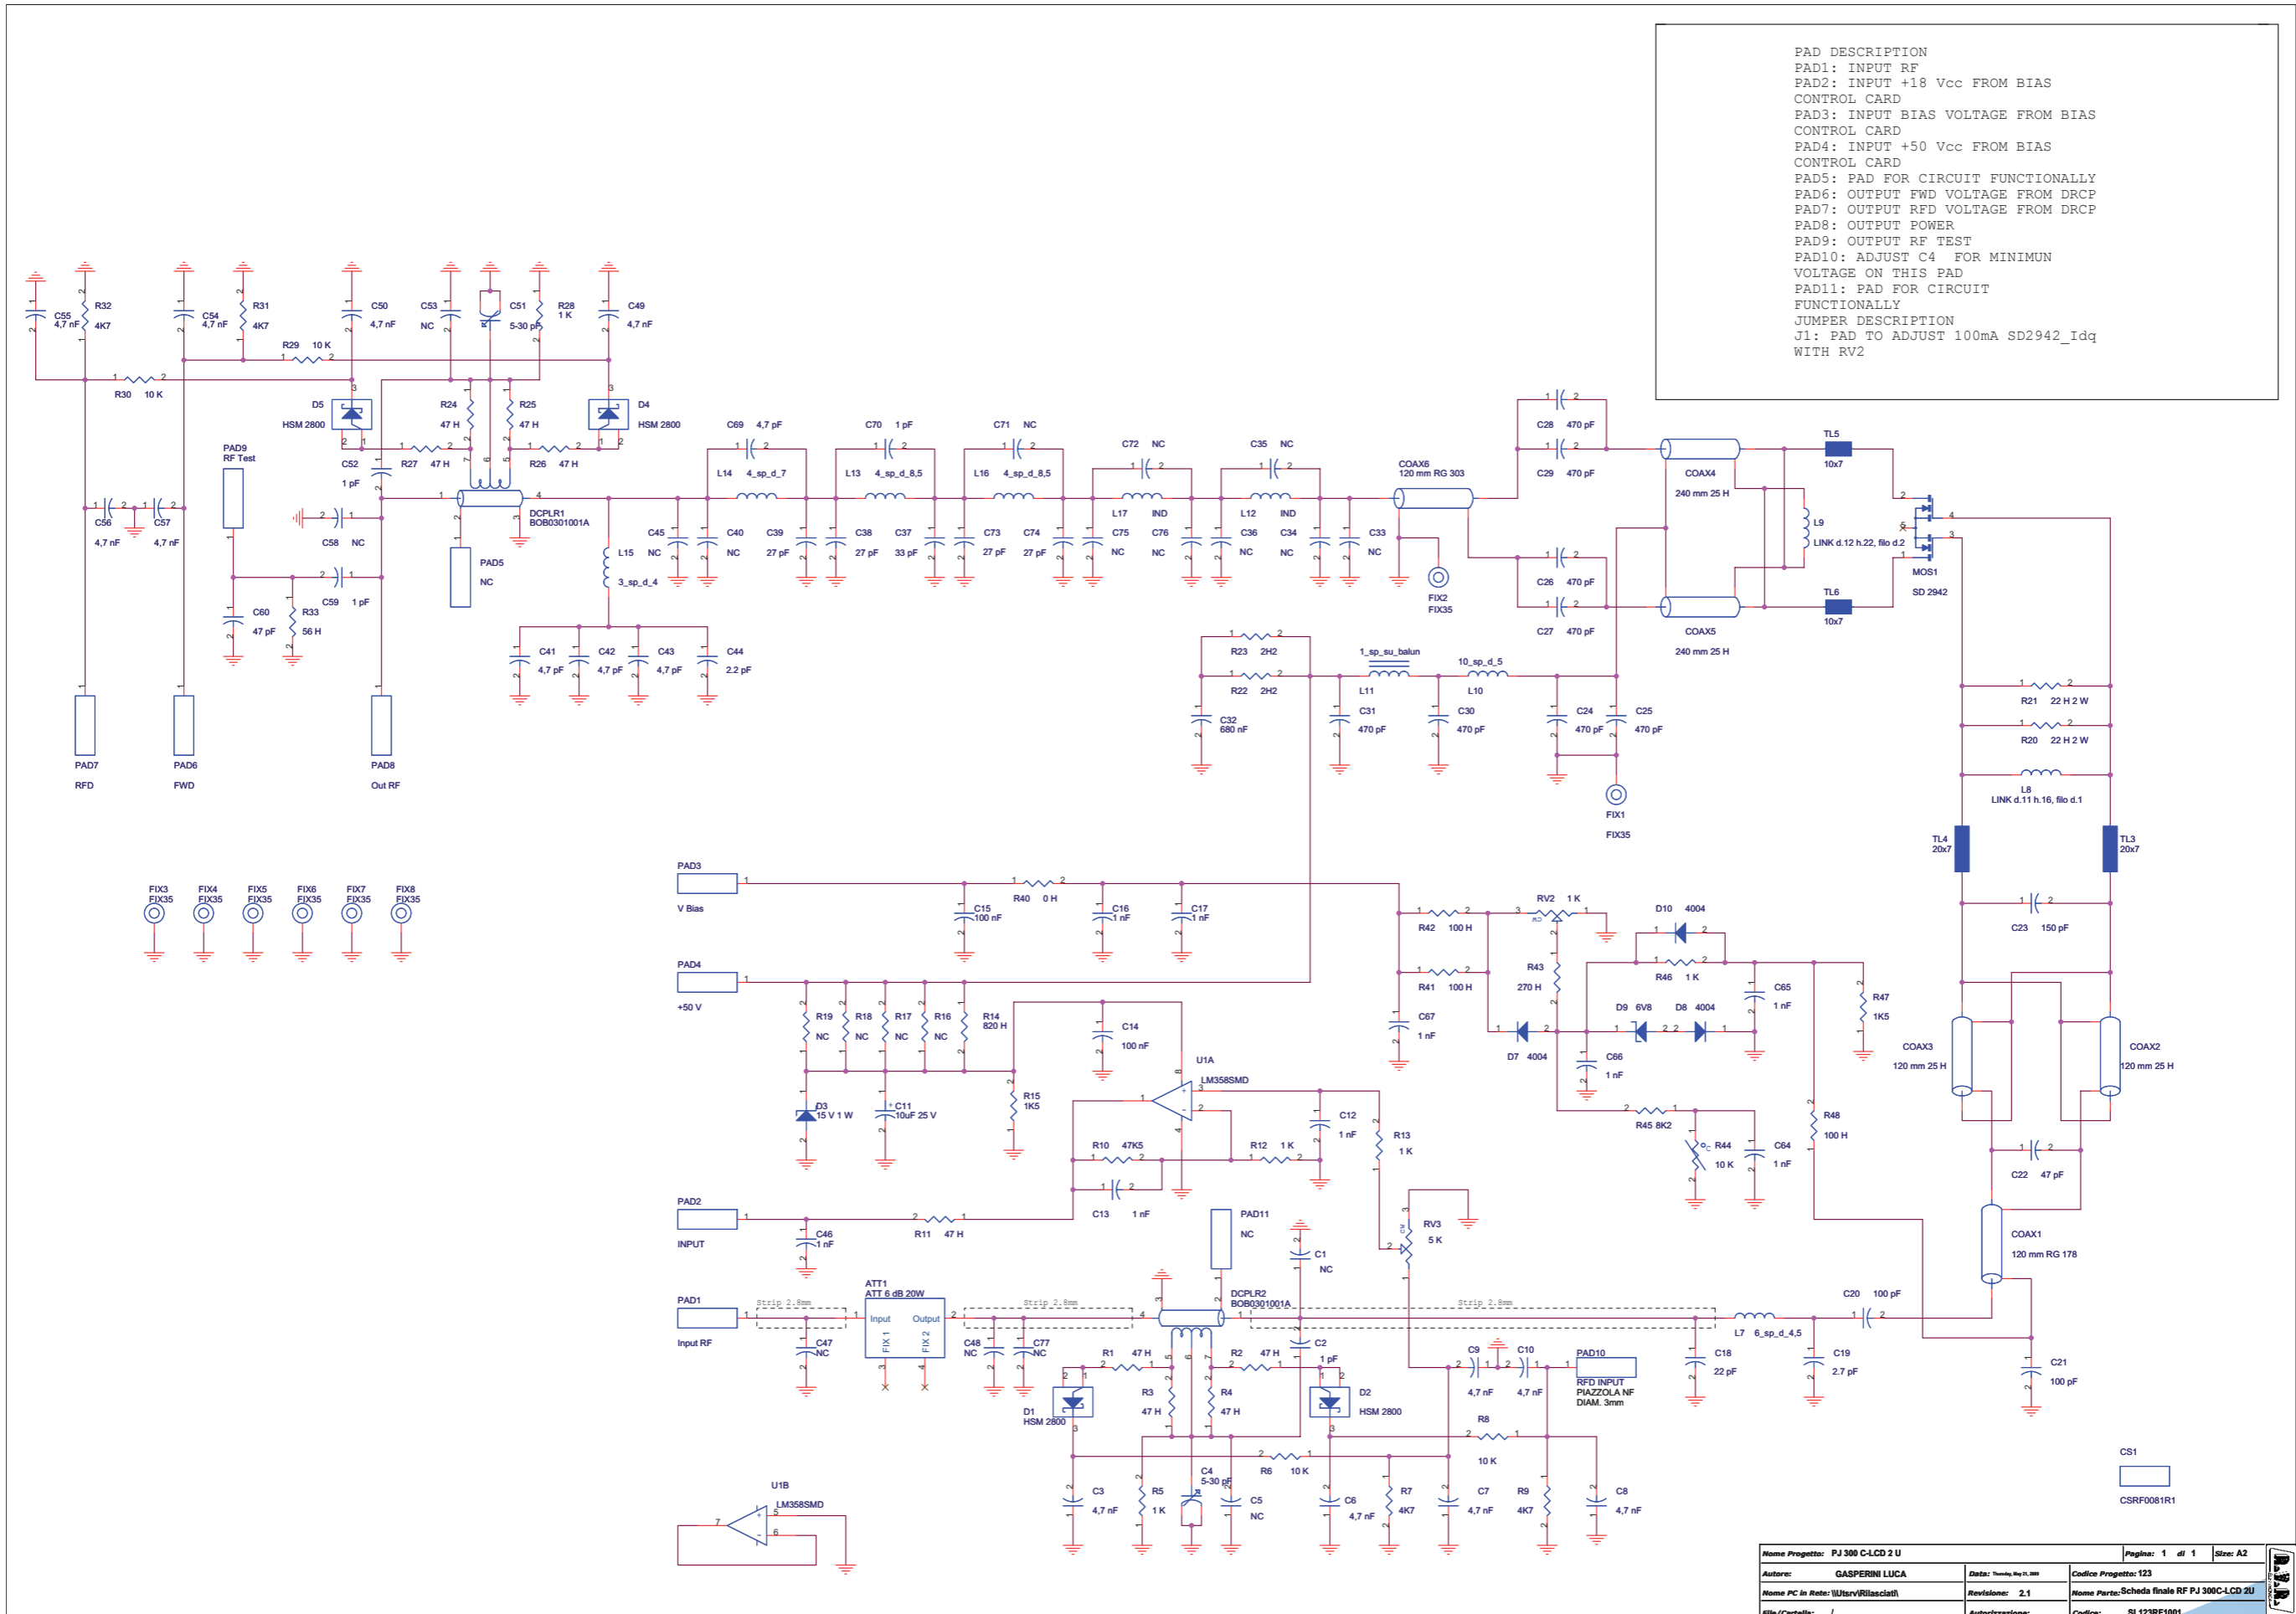 PAD DESCRIPTION
PAD1: INPUT RF
PAD2: INPUT +18 Vcc FROM BIAS
CONTROL CARD
PAD3: INPUT BIAS VOLTAGE FROM BIAS
CONTROL CARD
PAD4: INPUT +50 Vcc FROM BIAS
CONTROL CARD
PAD5: PAD FOR CIRCUIT FUNCTIONALLY
PAD6: OUTPUT FWD VOLTAGE FROM DRCP
PAD7: OUTPUT RFD VOLTAGE FROM DRCP
PAD8: OUTPUT POWER
PAD9: OUTPUT RF TEST
PAD10: ADJUST C4 FOR MINIMUN
VOLTAGE ON THIS PAD
PAD11: PAD FOR CIRCUIT
FUNCTIONALLY
JUMPER DESCRIPTION
J1: PAD TO ADJUST 100mA SD2942_Idq
WITH RV2
C55 4,7 nF
R32 4K7
C54 4,7 nF
R31 4K7
C50 4,7 nF
C53 NC
C51 5-30 pF
R28 1 K
C49 4,7 nF
R29 10 K
R30 10 K
D5 HSM 2800
R24 47 H
R25 47 H
D4 HSM 2800
PAD9 RF Test
C52 1 pF
R27 47 H
R26 47 H
C69 4,7 pF
L14 4_sp_d_7
C70 1 pF
L13 4_sp_d_8,5
C71 NC
L16 4_sp_d_8,5
C72 NC
L17 IND
C35 NC
L12 IND
COAX6
120 mm RG 303
C28 470 pF
C29 470 pF
COAX4
240 mm 25 H
TL5
10x7
C56 4,7 nF
C57 4,7 nF
C58 NC
DCPLR1
BOB0301001A
PAD5 NC
L15 3_sp_d_4
C45 NC
C40 NC
C39 27 pF
C38 27 pF
C37 33 pF
C73 27 pF
C74 27 pF
C75 NC
C76 NC
C36 NC
C34 NC
C33 NC
L9
LINK d.12 h.22, filo d.2
MOS1
SD 2942
FIX2
FIX35
C26 470 pF
C27 470 pF
COAX5
240 mm 25 H
TL6
10x7
C60 47 pF
R33 56 H
C59 1 pF
C41 4,7 pF
C42 4,7 pF
C43 4,7 pF
C44 2.2 pF
R23 2H2
R22 2H2
1_sp_su_balun
L11
10_sp_d_5
L10
C32 680 nF
C31 470 pF
C30 470 pF
C24 470 pF
C25 470 pF
R21 22 H 2 W
R20 22 H 2 W
L8
LINK d.11 h.16, filo d.1
PAD7
RFD
PAD6
FWD
PAD8
Out RF
FIX1
FIX35
TL4
20x7
TL3
20x7
FIX3 FIX4 FIX5 FIX6 FIX7 FIX8
FIX35 FIX35 FIX35 FIX35 FIX35 FIX35
PAD3
V Bias
C15 100 nF
R40 0 H
C16 1 nF
C17 1 nF
R42 100 H
RV2 1 K
CW
D10 4004
C23 150 pF
PAD4
+50 V
R41 100 H
R43 270 H
R46 1 K
C65 1 nF
R47 1K5
R19 NC
R18 NC
R17 NC
R16 NC
R14 820 H
C14 100 nF
C67 1 nF
D7 4004
D9 6V8
D8 4004
C66 1 nF
COAX3
120 mm 25 H
COAX2
120 mm 25 H
D3
15 V 1 W
C11
10uF 25 V
R15 1K5
U1A
LM358SMD
C12 1 nF
R13 1 K
R45 8K2
R44 10 K
°C
C64 1 nF
R48 100 H
R10 47K5
R12 1 K
C22 47 pF
PAD2
INPUT
C46 1 nF
R11 47 H
C13 1 nF
PAD11
NC
C1 NC
RV3 5 K
CW
COAX1
120 mm RG 178
PAD1
Input RF
Strip 2.8mm
C47 NC
ATT1
ATT 6 dB 20W
Input Output
FIX 1 FIX 2
Strip 2.8mm
C48 NC
C77 NC
DCPLR2
BOB0301001A
Strip 2.8mm
C20 100 pF
L7 6_sp_d_4,5
C2 1 pF
C18 22 pF
C19 2.7 pF
C21 100 pF
R1 47 H
R2 47 H
R3 47 H
R4 47 H
D1
HSM 2800
D2
HSM 2800
C9 4,7 nF
C10 4,7 nF
PAD10
RFD INPUT
PIAZZOLA NF
DIAM. 3mm
R8 10 K
R6 10 K
C3 4,7 nF
R5 1 K
C4 5-30 pF
C5 NC
C6 4,7 nF
R7 4K7
C7 4,7 nF
R9 4K7
C8 4,7 nF
U1B
LM358SMD
CS1
CSRF0081R1
Nome Progetto: PJ 300 C-LCD 2 U Pagina: 1 di 1 Size: A2
Autore: GASPERINI LUCA Data: Thursday, May 21, Codice Progetto: 123
Nome PC in Rete: \\Utsrv\Rilasciati\ Revisione: 2.1 Nome Parte: Scheda finale RF PJ 300C-LCD 2U
File/Cartella: / Autorizzazione: Codice: SL123RF1001
R.V.R.